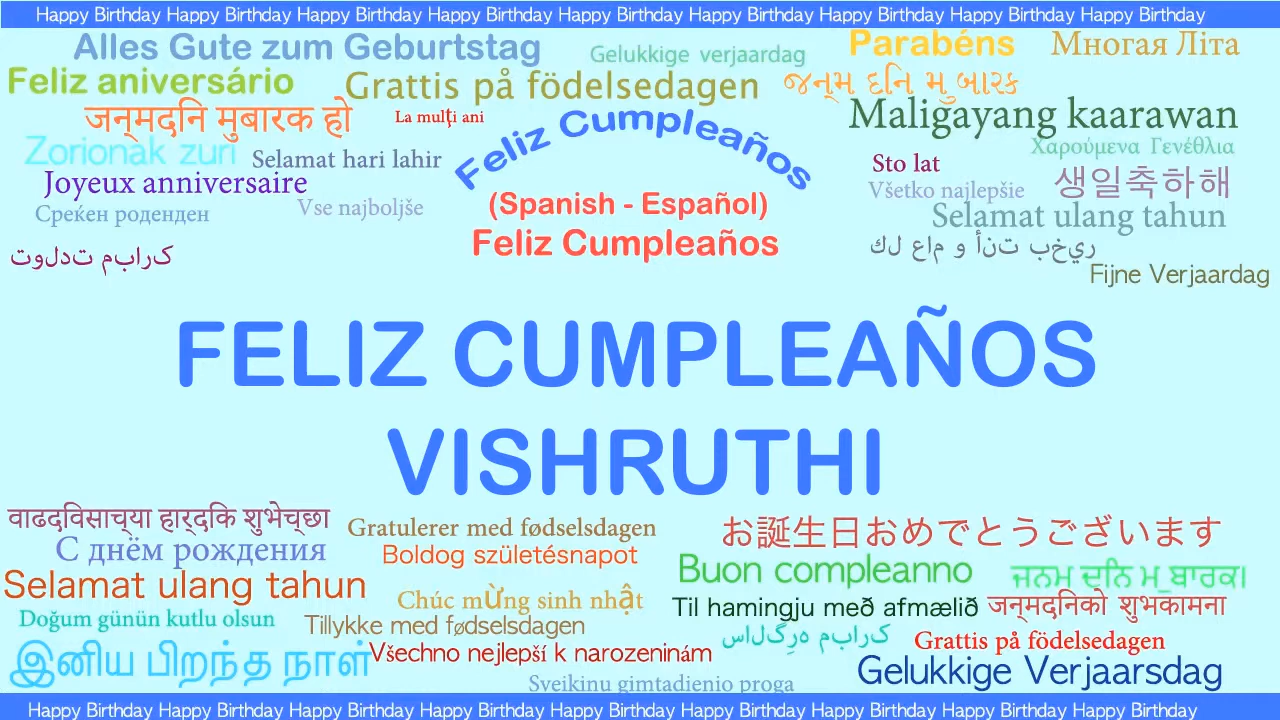 Happy Birthday Happy Birthday Happy Birthday Happy Birthday Happy Birthday Happy Birthday Happy Birthday Happy Birthday Happy Birthday
Alles Gute zum Geburtstag
Gelukkige verjaardag
Parabéns
Многая Літа
Feliz aniversário
Grattis på födelsedagen
જન્મ દિન મુબારક
जन्मदिन मुबारक हो
La mulţi ani
Feliz Cumpleaños
Maligayang kaarawan
Zorionak zuri
Selamat hari lahir
Sto lat
Χαρούμενα Γενέθλια
Joyeux anniversaire
Všetko najlepšie
생일축하해
Среќен роденден
Vse najboljše
(Spanish - Español)
Selamat ulang tahun
تولدت مبارک
Feliz Cumpleaños
كل عام و أنت بخير
Fijne Verjaardag
FELIZ CUMPLEAÑOS
VISHRUTHI
वाढदिवसाच्या हार्दिक शुभेच्छा
Gratulerer med fødselsdagen
お誕生日おめでとうございます
С днём рождения
Boldog születésnapot
Buon compleanno
ਜਨਮ ਦਿਨ ਮੁਬਾਰਕ।
Selamat ulang tahun
Chúc mừng sinh nhật
Til hamingju með afmælið
जन्मदिनको शुभकामना
Doğum günün kutlu olsun
Tillykke med fødselsdagen
سالگرہ مبارک
Grattis på födelsedagen
இனிய பிறந்த நாள்
Všechno nejlepší k narozeninám
Gelukkige Verjaarsdag
Sveikinu gimtadienio proga
Happy Birthday Happy Birthday Happy Birthday Happy Birthday Happy Birthday Happy Birthday Happy Birthday Happy Birthday Happy Birthday